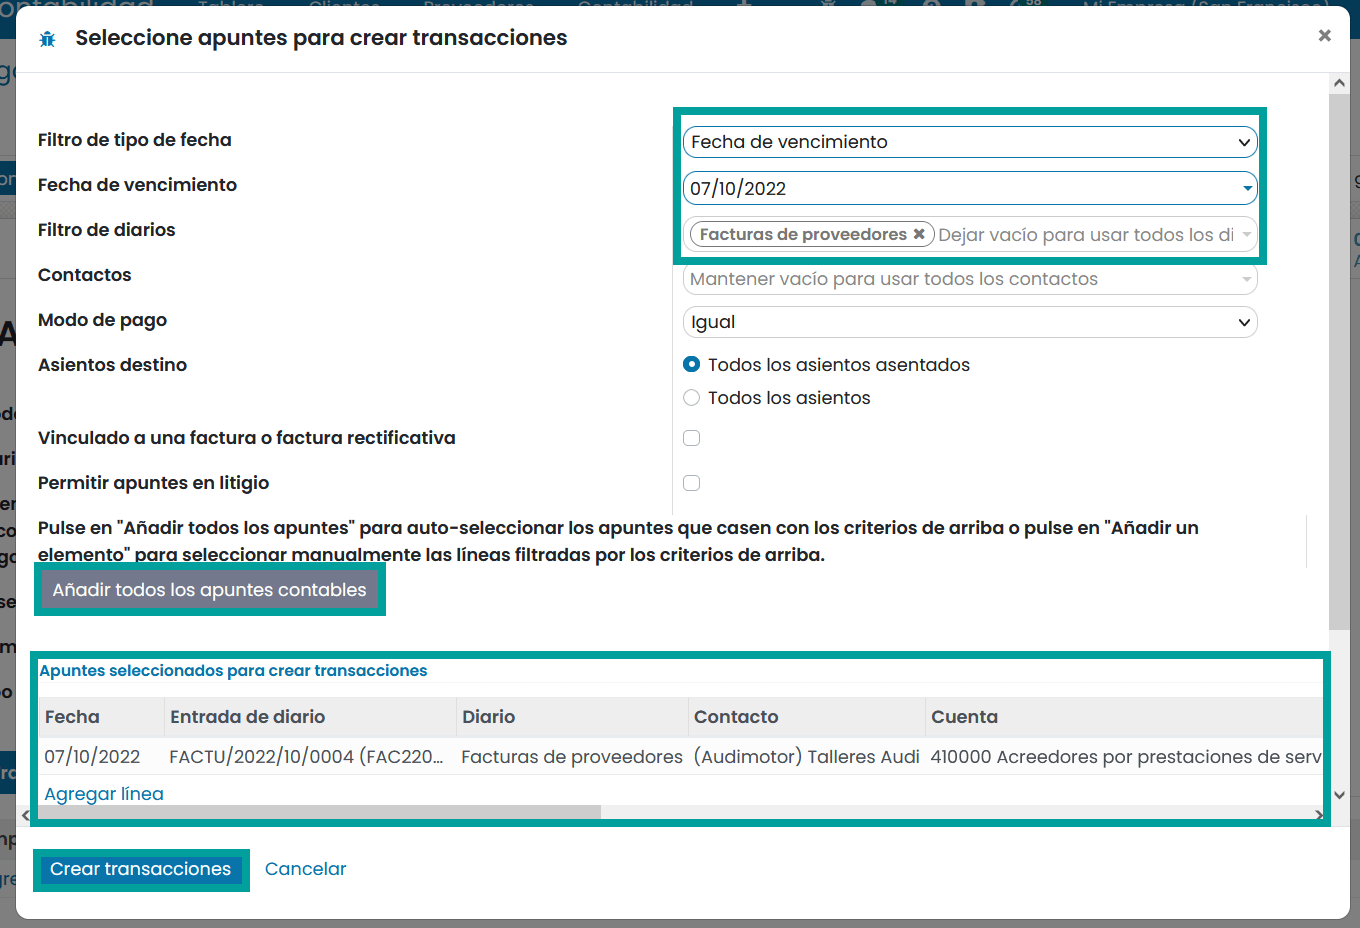 Seleccione apuntes para crear transacciones
Filtro de tipo de fecha
Fecha de vencimiento
Fecha de vencimiento
07/10/2022
Filtro de diarios
Facturas de proveedores ✖ Dejar vacío para usar todos los di
Contactos
Mantener vacío para usar todos los contactos
Modo de pago
Igual
Asientos destino
Todos los asientos asentados
Todos los asientos
Vinculado a una factura o factura rectificativa
Permitir apuntes en litigio
Pulse en "Añadir todos los apuntes" para auto-seleccionar los apuntes que casen con los criterios de arriba o pulse en "Añadir un
elemento" para seleccionar manualmente las líneas filtradas por los criterios de arriba.
Añadir todos los apuntes contables
Apuntes seleccionados para crear transacciones
Fecha Entrada de diario Diario Contacto Cuenta
07/10/2022 FACTU/2022/10/0004 (FAC220... Facturas de proveedores (Audimotor) Talleres Audi 410000 Acreedores por prestaciones de serv
Agregar línea
Crear transacciones Cancelar